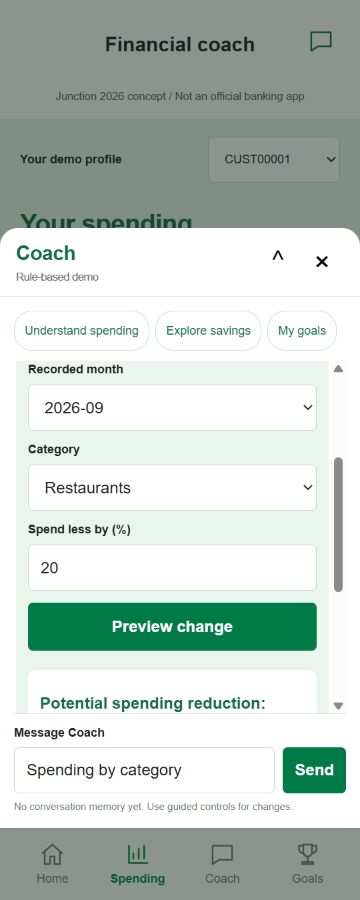 Financial coach
Junction 2026 concept / Not an official banking app
Your demo profile
CUST00001
Your spending
Coach
Rule-based demo
Understand spending
Explore savings
My goals
Recorded month
2026-09
Category
Restaurants
Spend less by (%)
20
Preview change
Potential spending reduction:
Message Coach
Spending by category
Send
No conversation memory yet. Use guided controls for changes.
Home
Spending
Coach
Goals